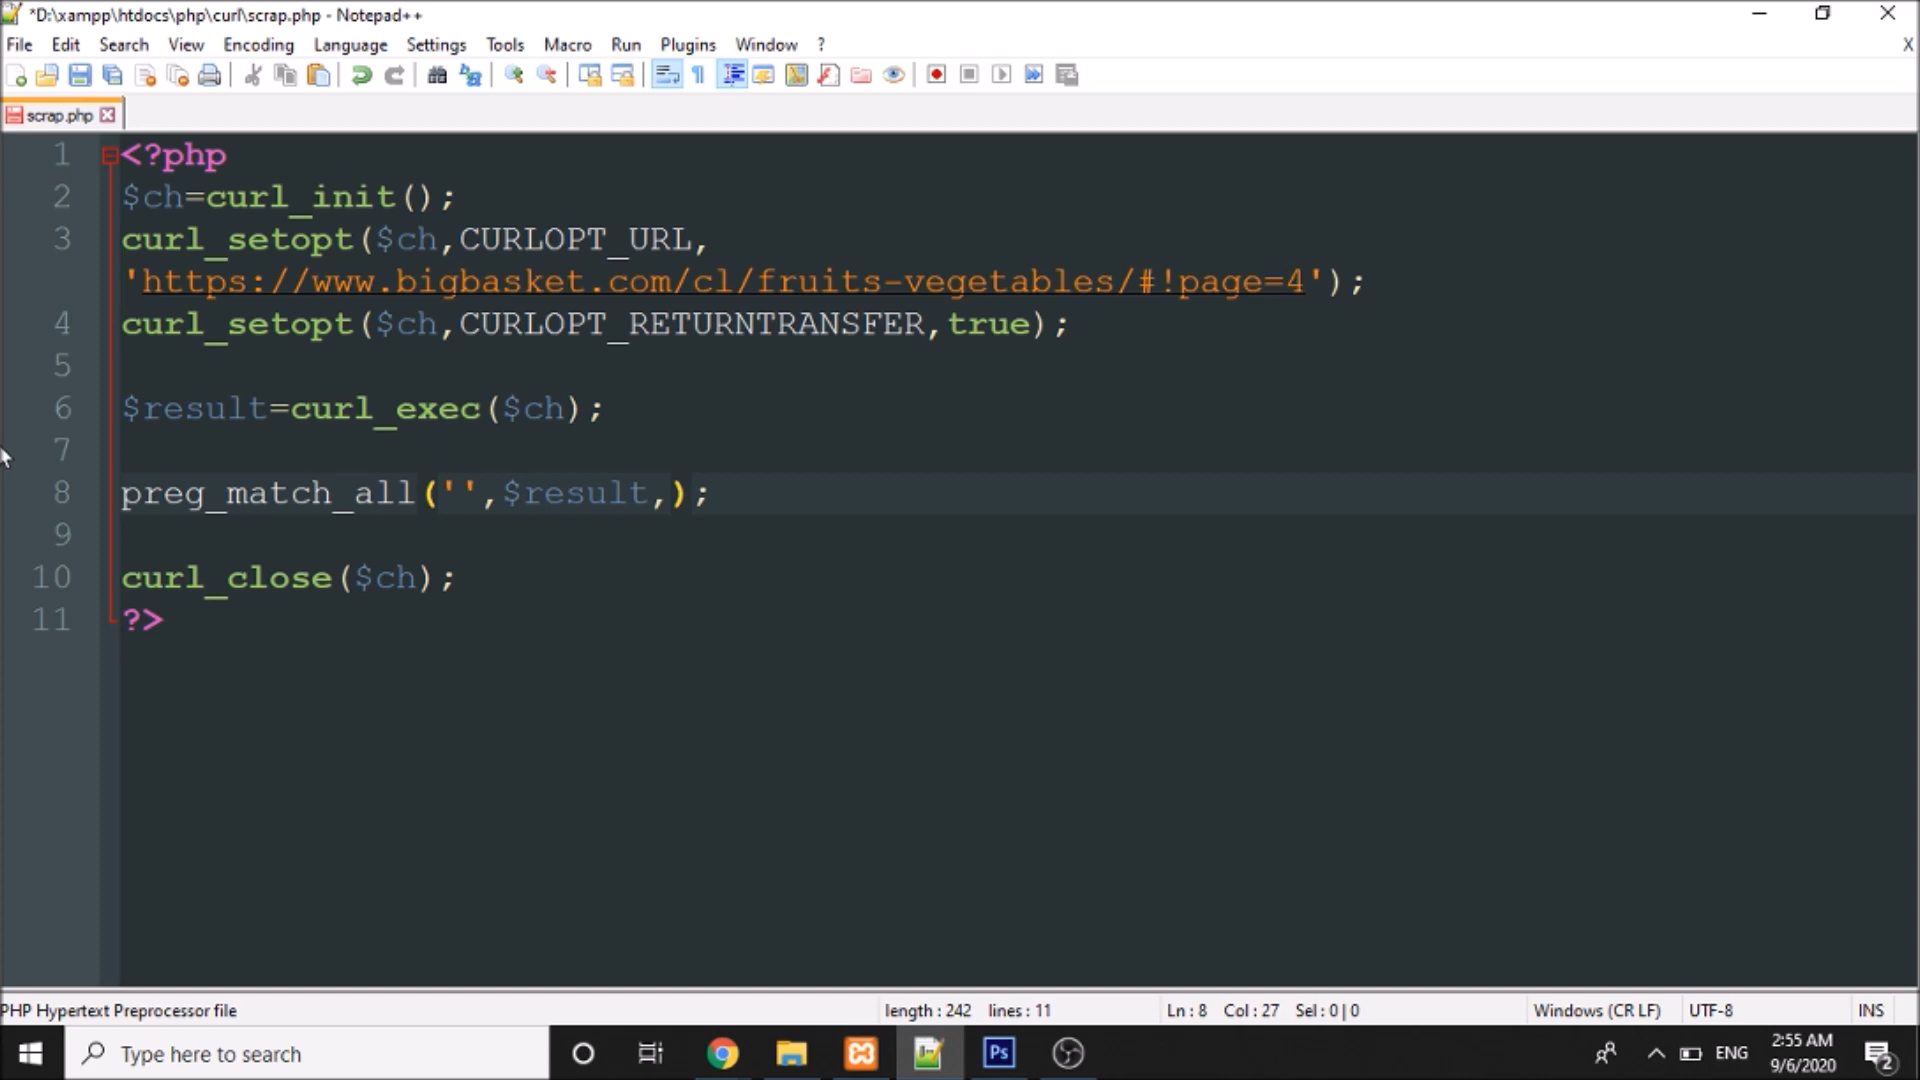 *D:\xampp\htdocs\php\curl\scrap.php - Notepad++
File Edit Search View Encoding Language Settings Tools Macro Run Plugins Window ? X
scrap.php
1 <?php
2 $ch=curl_init();
3 curl_setopt($ch,CURLOPT_URL,
'https://www.bigbasket.com/cl/fruits-vegetables/#!page=4');
4 curl_setopt($ch,CURLOPT_RETURNTRANSFER,true);
5
6 $result=curl_exec($ch);
7
8 preg_match_all('',$result,);
9
10 curl_close($ch);
11 ?>
PHP Hypertext Preprocessor file length : 242 lines : 11 Ln : 8 Col : 27 Sel : 0 | 0 Windows (CR LF) UTF-8 INS
Type here to search Ps ENG 2:55 AM
9/6/2020 2